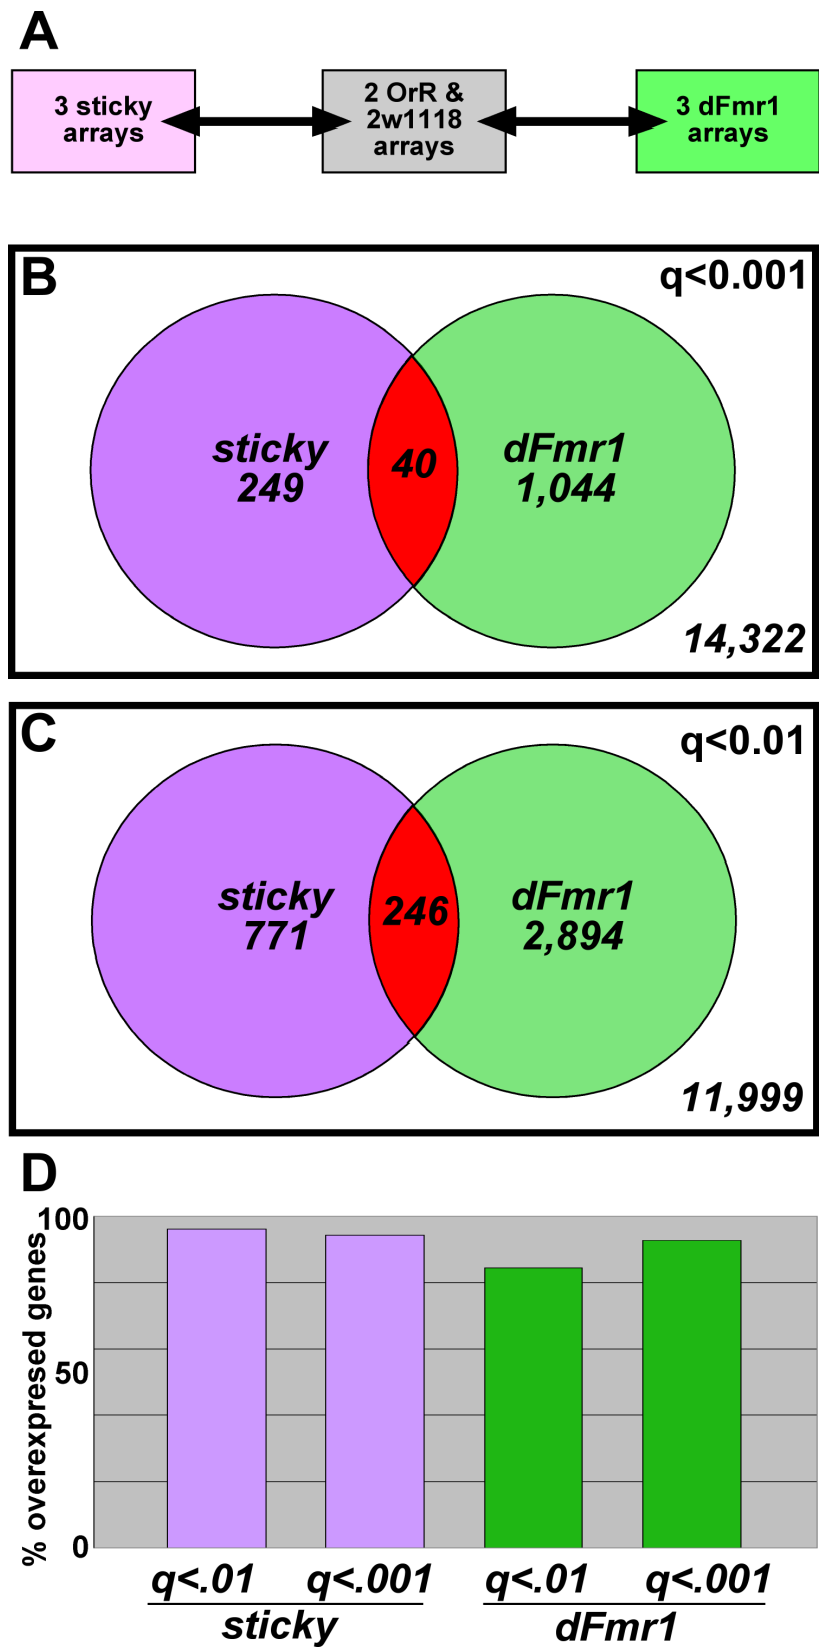 A
3 sticky
arrays
2 OrR &
2w1118
arrays
3 dFmr1
arrays
B
q<0.001
sticky
249
40
dFmr1
1,044
14,322
C
q<0.01
sticky
771
246
dFmr1
2,894
11,999
D
% overexpresed genes
100
50
0
q<.01
q<.001
q<.01
q<.001
sticky
dFmr1